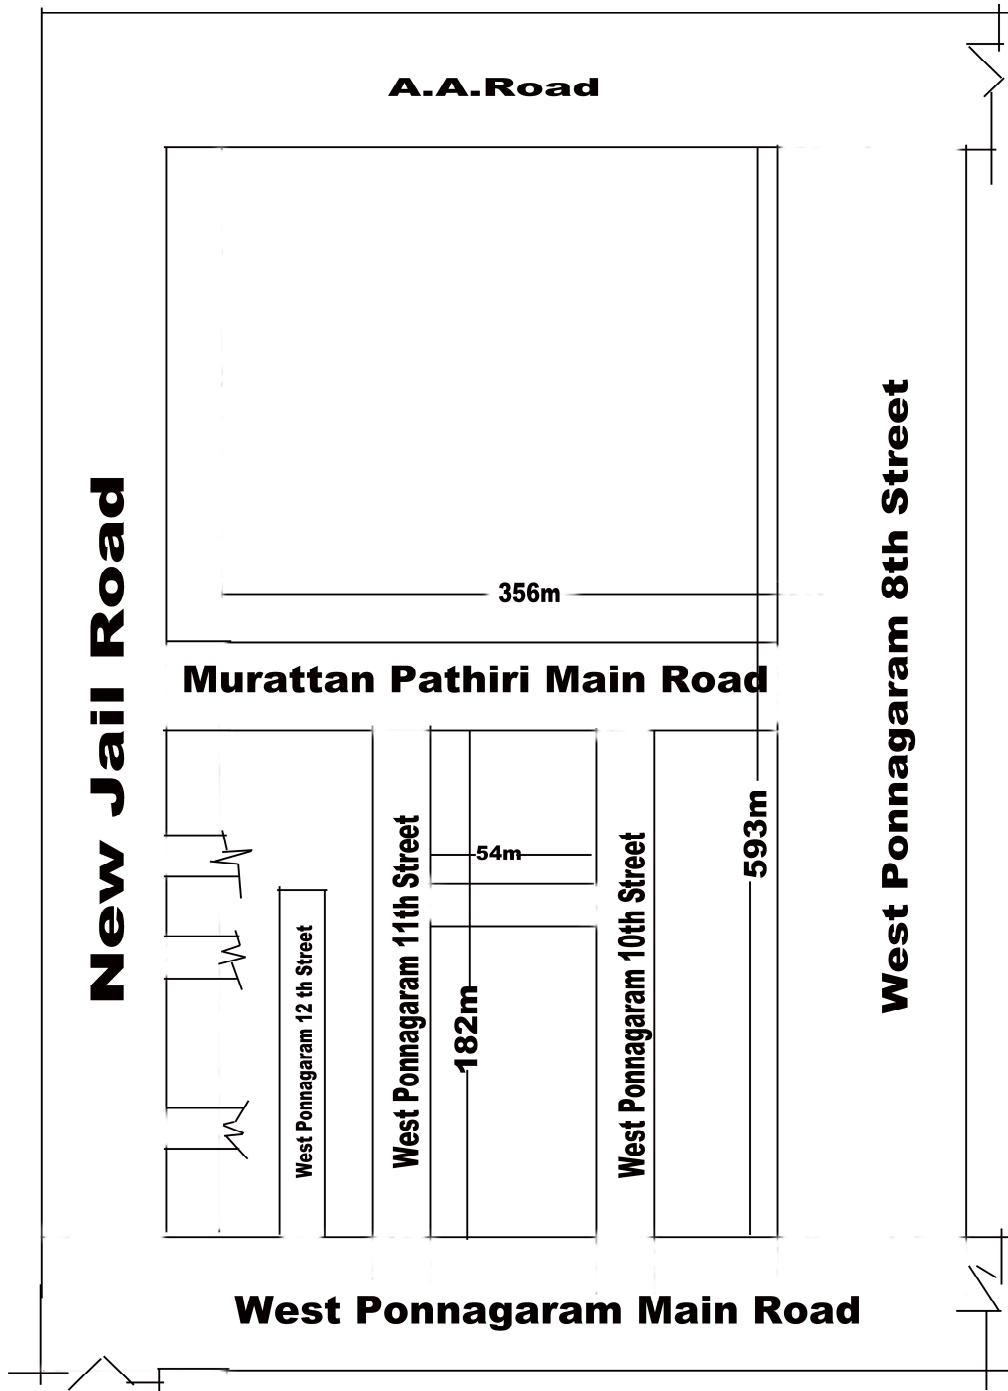 A.A.Road
New Jail Road
West Ponnagaram 8th Street
356m
Murattan Pathiri Main Road
593m
West Ponnagaram 11th Street
54m
West Ponnagaram 10th Street
West Ponnagaram 12 th Street
182m
West Ponnagaram Main Road